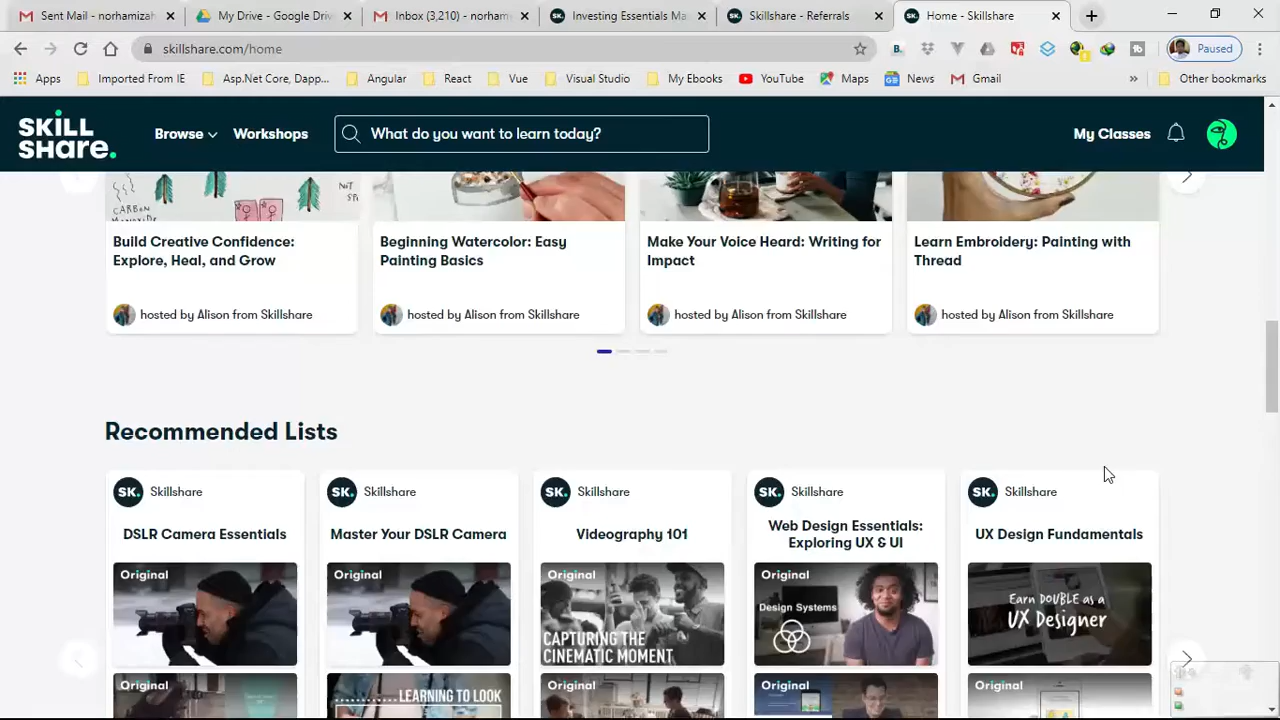 Sent Mail - norhamizah
My Drive - Google Driv
Inbox (3,210) - norham
Investing Essentials Ma
Skillshare - Referrals
Home - Skillshare
skillshare.com/home
Paused
Apps
Imported From IE
Asp.Net Core, Dapp...
Angular
React
Vue
Visual Studio
My Ebook
YouTube
Maps
News
Gmail
»
Other bookmarks
SKILL
SHARE.
Browse
Workshops
What do you want to learn today?
My Classes
CARBON
NOT
Build Creative Confidence:
Explore, Heal, and Grow
Beginning Watercolor: Easy
Painting Basics
Make Your Voice Heard: Writing for
Impact
Learn Embroidery: Painting with
Thread
hosted by Alison from Skillshare
hosted by Alison from Skillshare
hosted by Alison from Skillshare
hosted by Alison from Skillshare
Recommended Lists
SK. Skillshare
SK. Skillshare
SK. Skillshare
SK. Skillshare
SK. Skillshare
DSLR Camera Essentials
Master Your DSLR Camera
Videography 101
Web Design Essentials:
Exploring UX & UI
UX Design Fundamentals
Original
Original
Original
CAPTURING THE
CINEMATIC MOMENT
Original
Design Systems
Original
Earn DOUBLE as a
UX Designer
Original
Original
LEARNING TO LOOK
Original
Original
Original